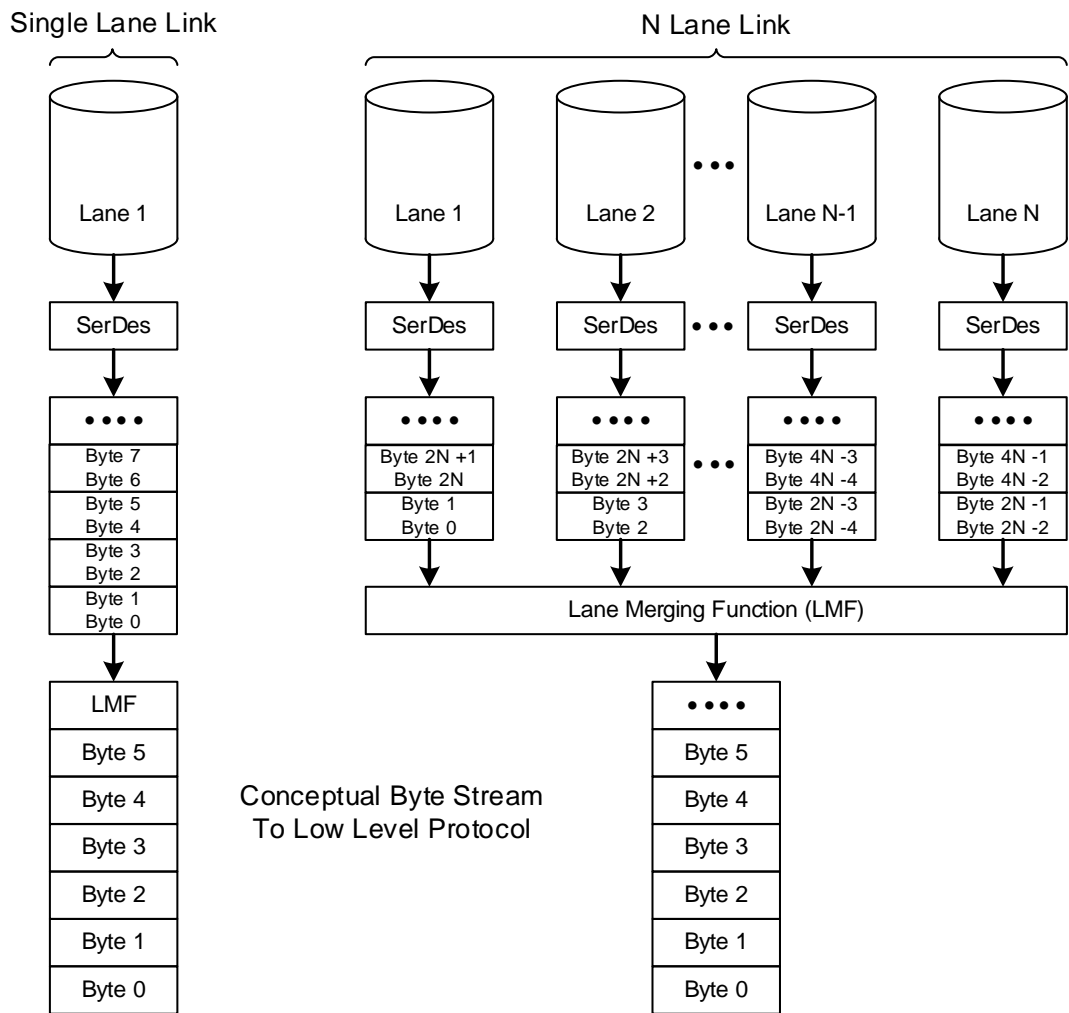 Single Lane Link
N Lane Link
Lane 1
Lane 1
Lane 2
•••
Lane N-1
Lane N
SerDes
SerDes
SerDes
•••
SerDes
SerDes
••••
Byte 7
Byte 6
Byte 5
Byte 4
Byte 3
Byte 2
Byte 1
Byte 0
••••
Byte 2N +1
Byte 2N
Byte 1
Byte 0
••••
Byte 2N +3
Byte 2N +2
Byte 3
Byte 2
•••
••••
Byte 4N -3
Byte 4N -4
Byte 2N -3
Byte 2N -4
••••
Byte 4N -1
Byte 4N -2
Byte 2N -1
Byte 2N -2
Lane Merging Function (LMF)
LMF
Byte 5
Byte 4
Byte 3
Byte 2
Byte 1
Byte 0
Conceptual Byte Stream
To Low Level Protocol
••••
Byte 5
Byte 4
Byte 3
Byte 2
Byte 1
Byte 0